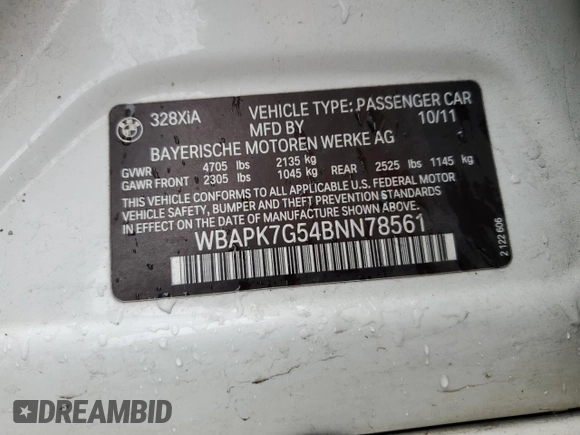 328XiA VEHICLE TYPE: PASSENGER CAR
MFD BY 10/11
BAYERISCHE MOTOREN WERKE AG
GVWR 4705 lbs 2135 kg
GAWR FRONT 2305 lbs 1045 kg REAR 2525 lbs 1145 kg
THIS VEHICLE CONFORMS TO ALL APPLICABLE U.S. FEDERAL MOTOR
VEHICLE SAFETY, BUMPER AND THEFT PREVENTION STANDARDS
IN EFFECT ON THE DATE OF MANUFACTURE SHOWN ABOVE.
WBAPK7G54BNN78561
2 122 606
DREAMBID